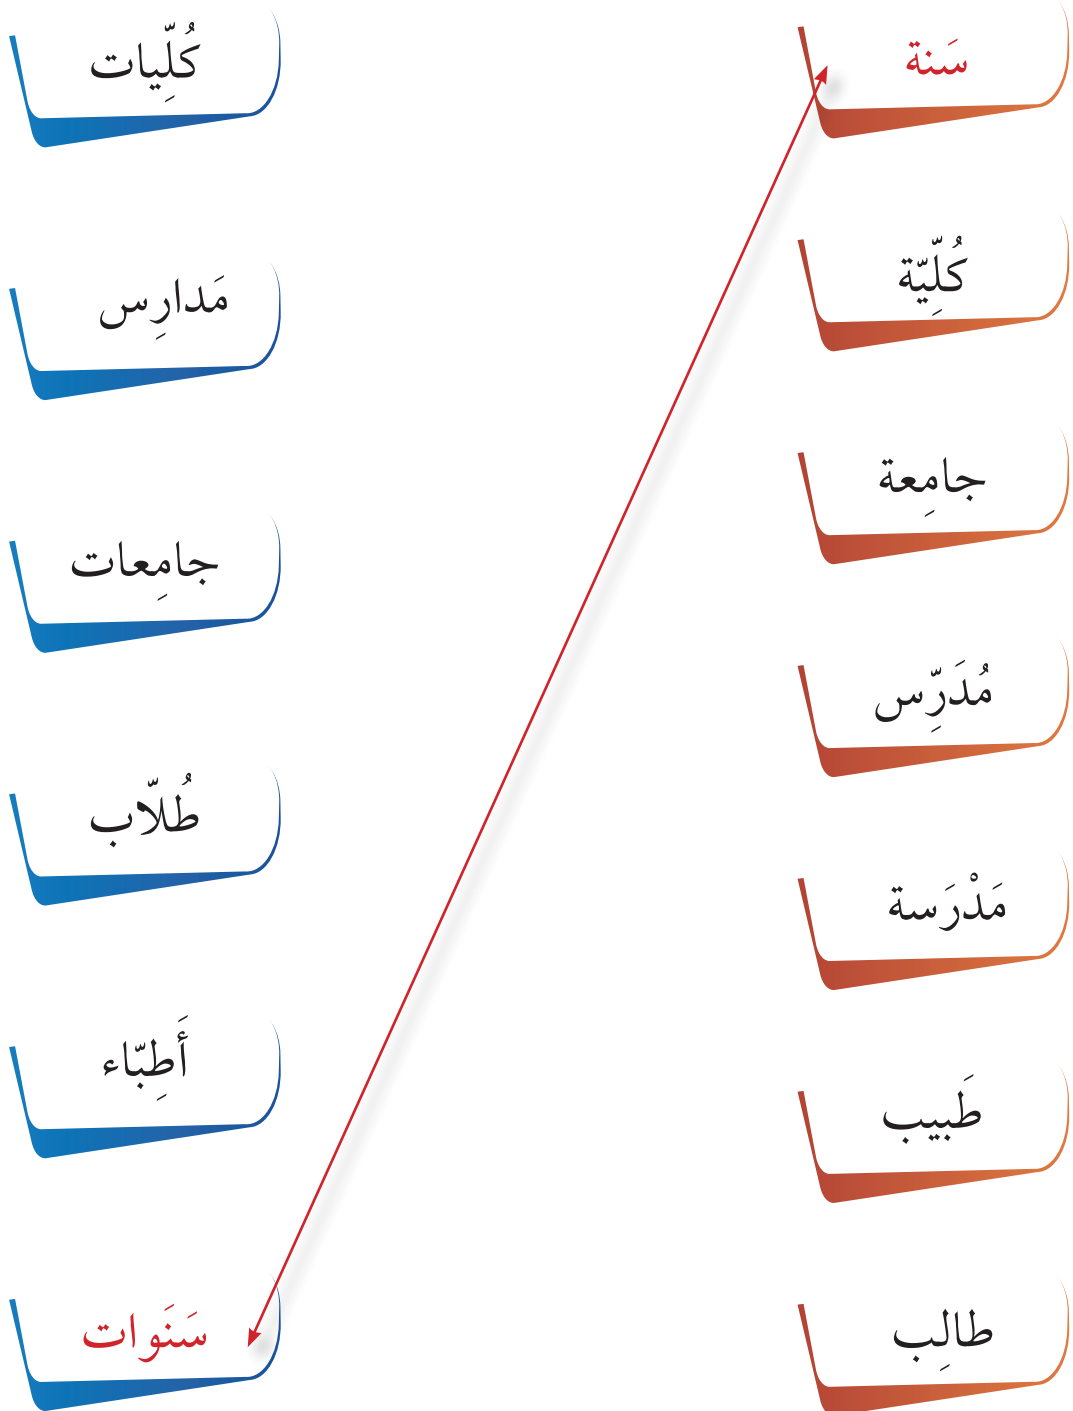 سَنة
كُلِّيّة
جامِعة
مُدَرِّس
مَدْرَسة
طَبيب
طالِب
كُلِّيات
مَدارِس
جامِعات
طُلّاب
أَطِبّاء
سَنَوات